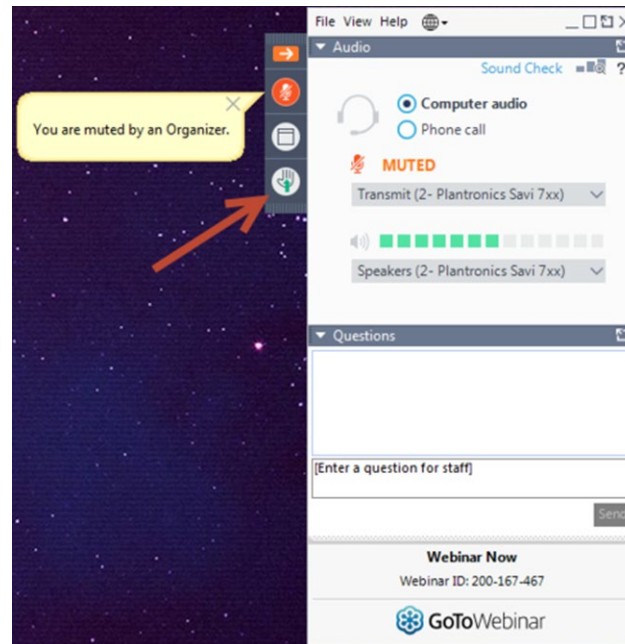 File View Help
Audio
Sound Check ?
Computer audio
Phone call
You are muted by an Organizer.
MUTED
Transmit (2- Plantronics Savi 7xx)
Speakers (2- Plantronics Savi 7xx)
Questions
[Enter a question for staff]
Send
Webinar Now
Webinar ID: 200-167-467
GoToWebinar